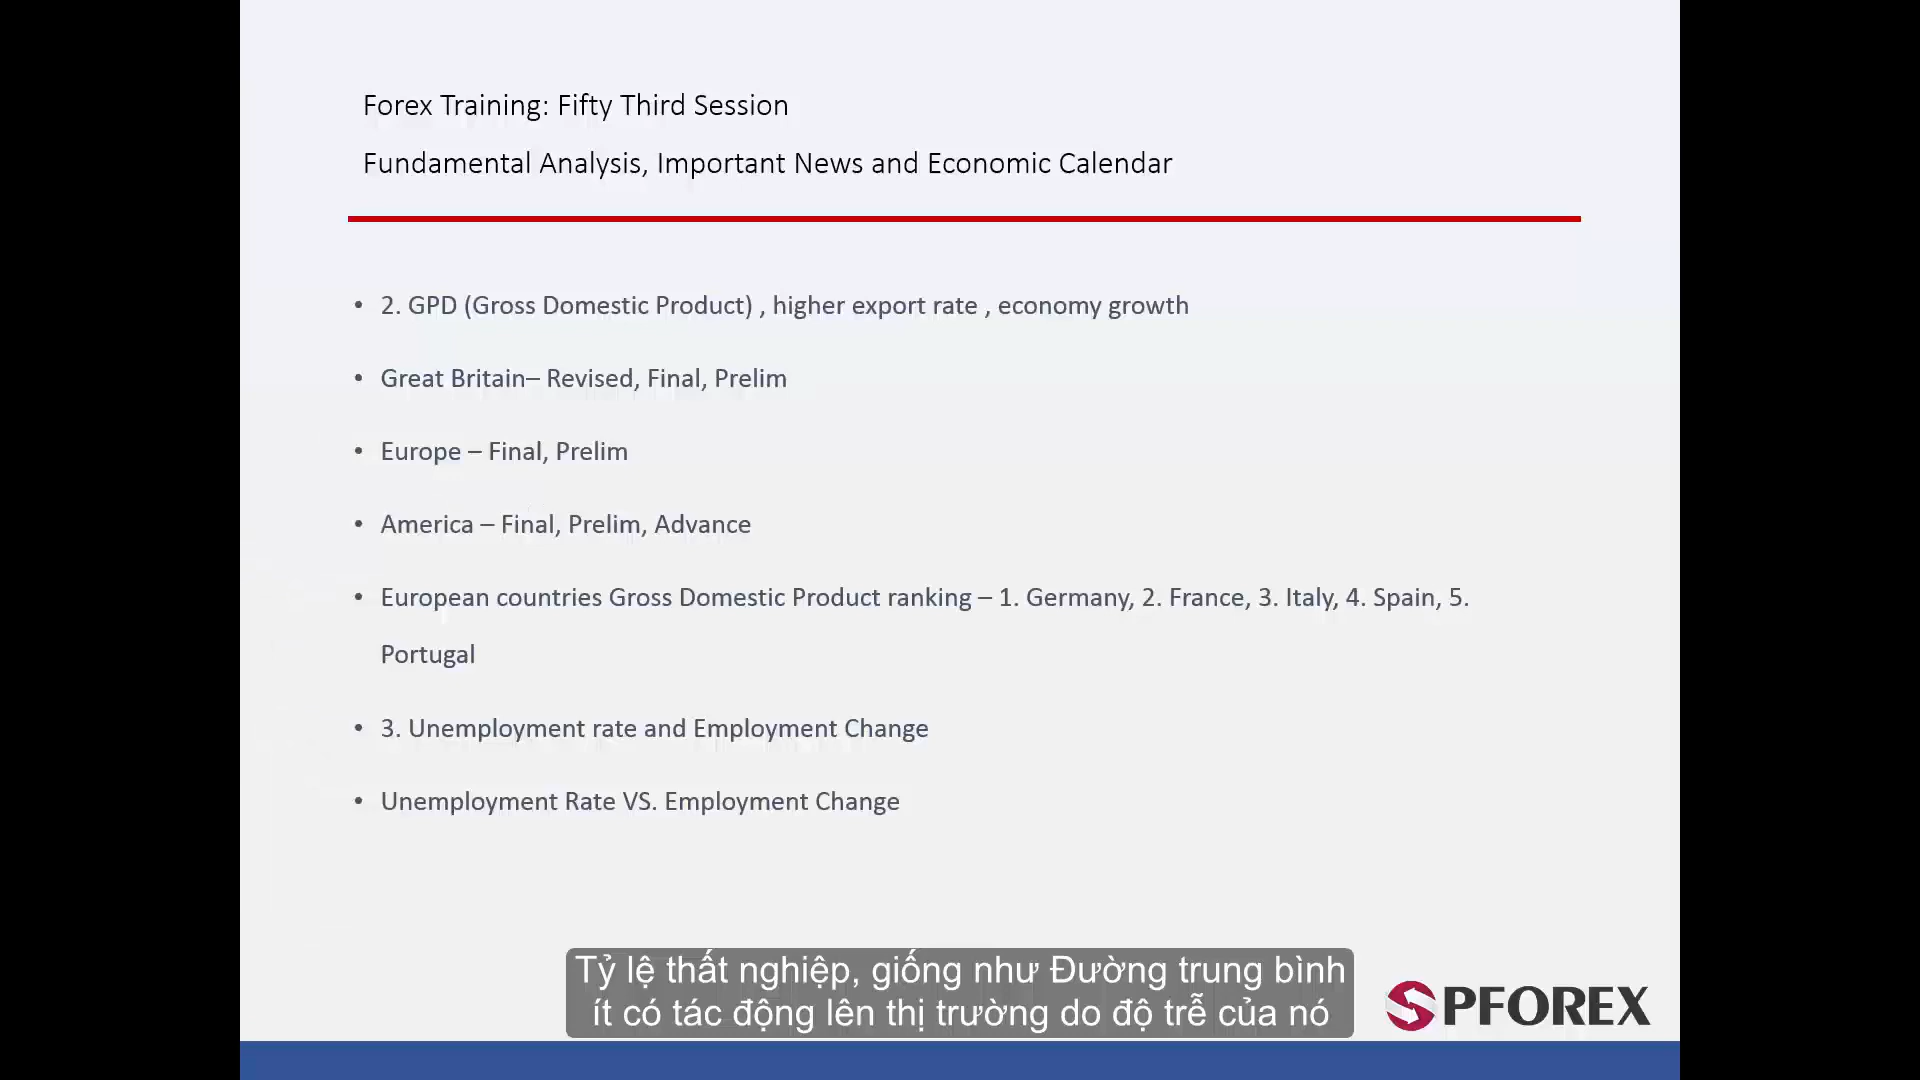 Forex Training: Fifty Third Session
Fundamental Analysis, Important News and Economic Calendar
• 2. GPD (Gross Domestic Product) , higher export rate , economy growth
• Great Britain– Revised, Final, Prelim
• Europe – Final, Prelim
• America – Final, Prelim, Advance
• European countries Gross Domestic Product ranking – 1. Germany, 2. France, 3. Italy, 4. Spain, 5.
Portugal
• 3. Unemployment rate and Employment Change
• Unemployment Rate VS. Employment Change
Tỷ lệ thất nghiệp, giống như Đường trung bình
ít có tác động lên thị trường do độ trễ của nó
PFOREX